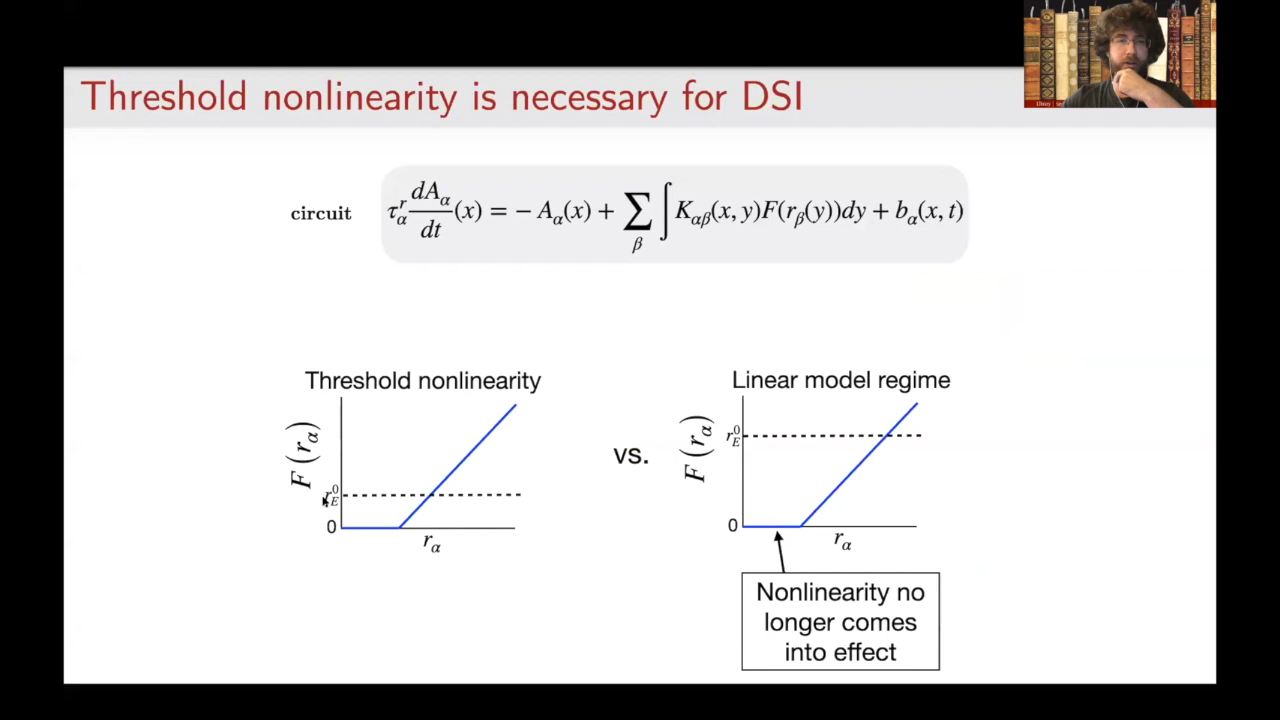 Threshold nonlinearity is necessary for DSI
circuit τ_α^r dA_α/dt (x) = − A_α(x) + ∑_β ∫ K_αβ(x, y)F(r_β(y))dy + b_α(x, t)
Threshold nonlinearity
F (r_α)
r_E^0
0
r_α
vs.
Linear model regime
F (r_α)
r_E^0
0
r_α
Nonlinearity no
longer comes
into effect